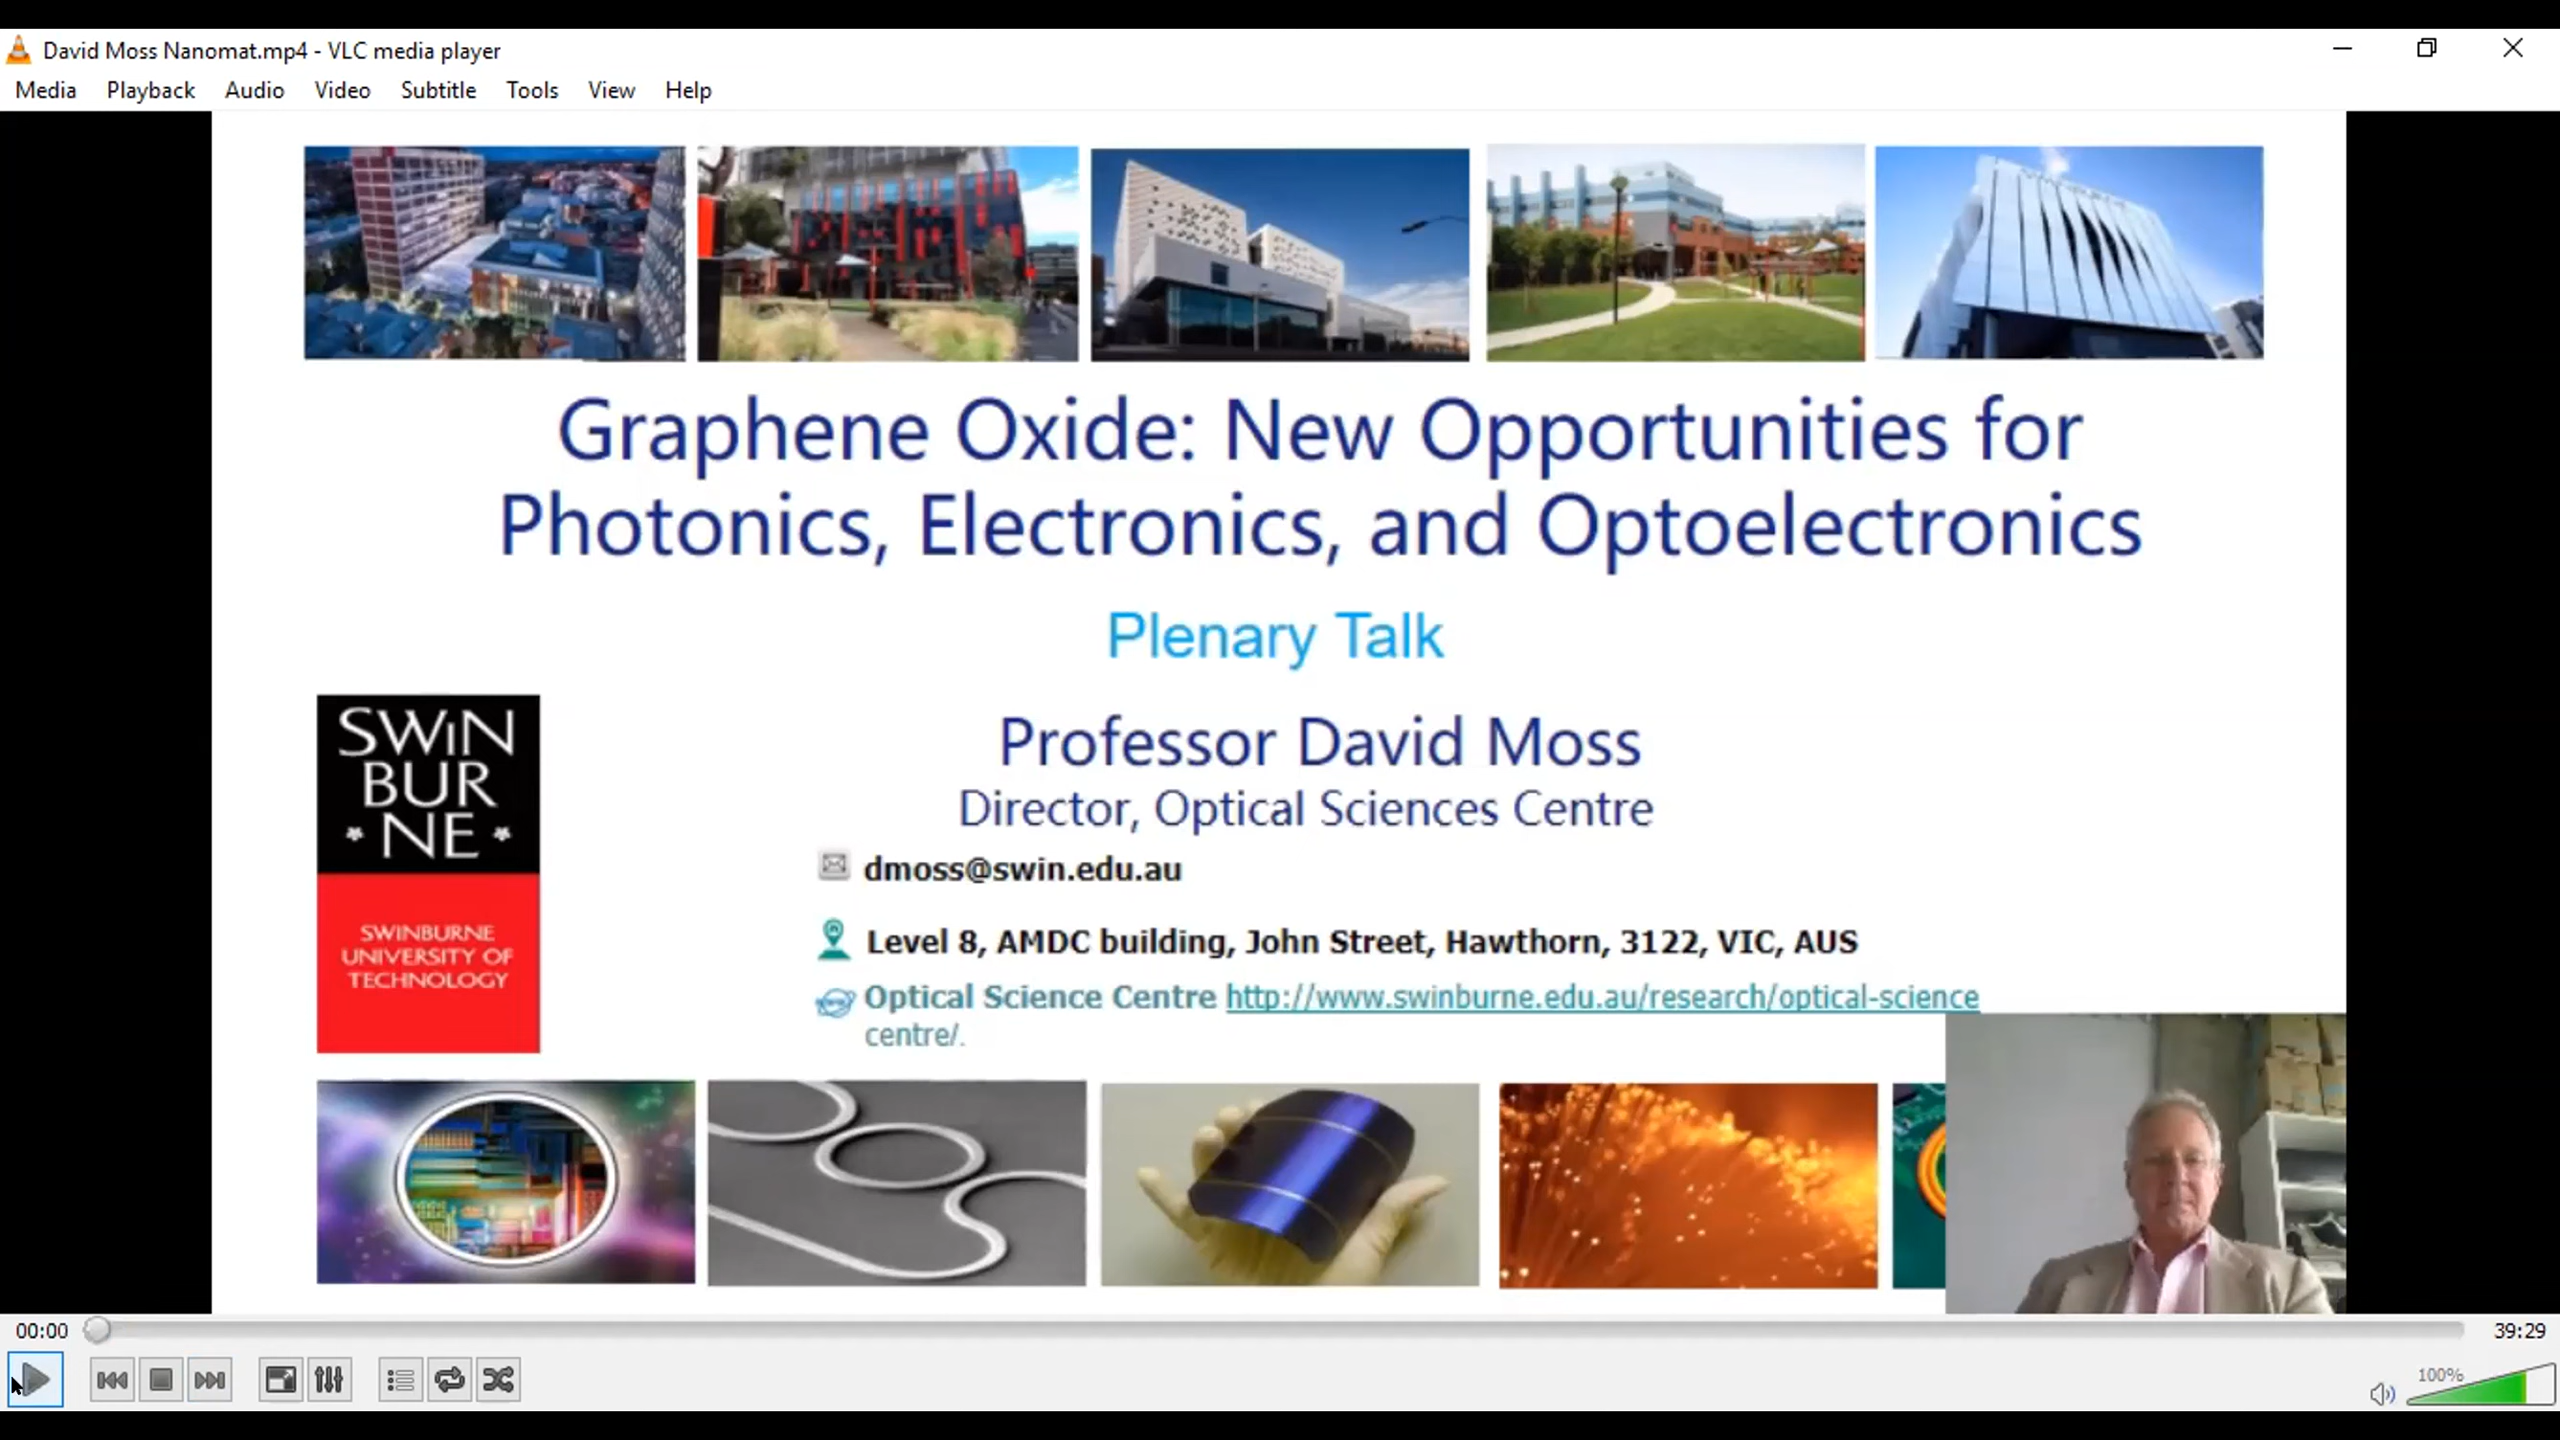 David Moss Nanomat.mp4 - VLC media player
Media Playback Audio Video Subtitle Tools View Help
Graphene Oxide: New Opportunities for
Photonics, Electronics, and Optoelectronics
Plenary Talk
SWiN
BUR
NE
SWINBURNE
UNIVERSITY OF
TECHNOLOGY
Professor David Moss
Director, Optical Sciences Centre
dmoss@swin.edu.au
Level 8, AMDC building, John Street, Hawthorn, 3122, VIC, AUS
Optical Science Centre http://www.swinburne.edu.au/research/optical-science
centre/.
00:00
39:29
100%